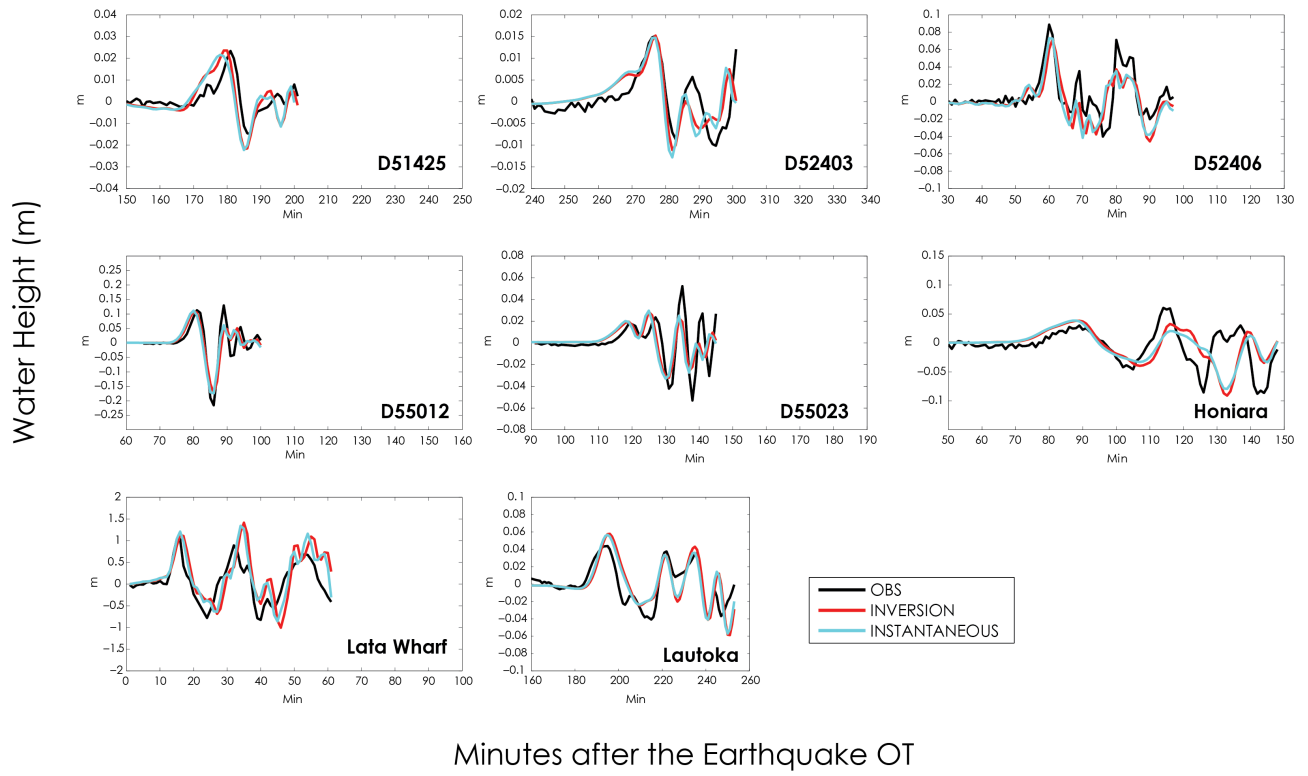 0.04
0.03
0.02
0.01
0
−0.01
−0.02
−0.03
−0.04
m
D51425
150 160 170 180 190 200 210 220 230 240 250
Min
0.02
0.015
0.01
0.005
0
−0.005
−0.01
−0.015
−0.02
m
D52403
240 250 260 270 280 290 300 310 320 330 340
Min
0.1
0.08
0.06
0.04
0.02
0
−0.02
−0.04
−0.06
−0.08
−0.1
m
D52406
30 40 50 60 70 80 90 100 110 120 130
Min
Water Height (m)
0.25
0.2
0.15
0.1
0.05
0
−0.05
−0.1
−0.15
−0.2
−0.25
m
D55012
60 70 80 90 100 110 120 130 140 150 160
Min
0.08
0.06
0.04
0.02
0
−0.02
−0.04
−0.06
−0.08
m
D55023
90 100 110 120 130 140 150 160 170 180 190
Min
0.15
0.1
0.05
0
−0.05
−0.1
m
Honiara
50 60 70 80 90 100 110 120 130 140 150
Min
2
1.5
1
0.5
0
−0.5
−1
−1.5
−2
m
Lata Wharf
0 10 20 30 40 50 60 70 80 90 100
Min
0.1
0.08
0.06
0.04
0.02
0
−0.02
−0.04
−0.06
−0.08
−0.1
m
Lautoka
160 180 200 220 240 260
Min
OBS
INVERSION
INSTANTANEOUS
Minutes after the Earthquake OT